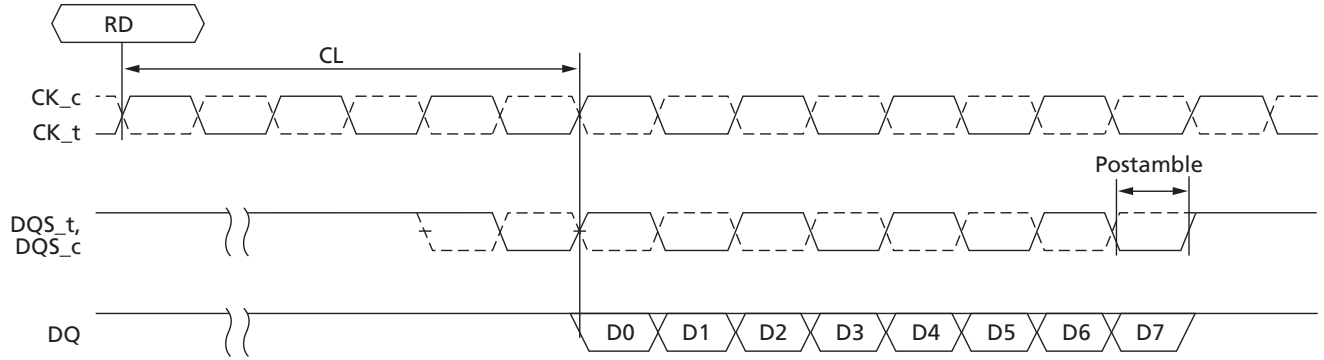 RD
CL
CK_c
CK_t
Postamble
DQS_t,
DQS_c
DQ
D0 D1 D2 D3 D4 D5 D6 D7